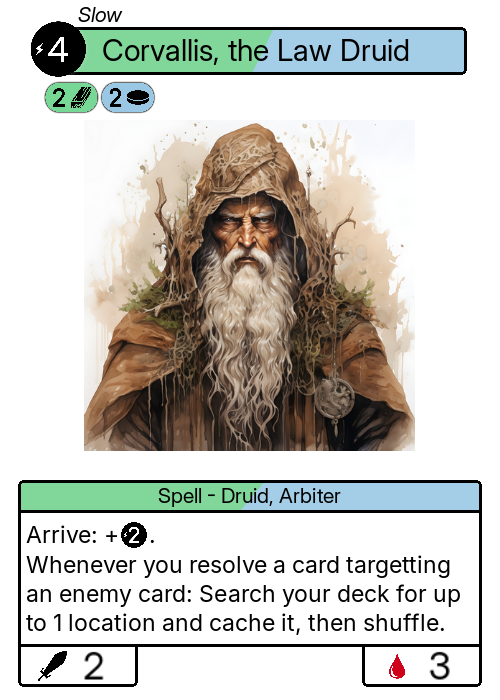 Slow
4 Corvallis, the Law Druid
2 2
Spell - Druid, Arbiter
Arrive: +2.
Whenever you resolve a card targetting
an enemy card: Search your deck for up
to 1 location and cache it, then shuffle.
2 3